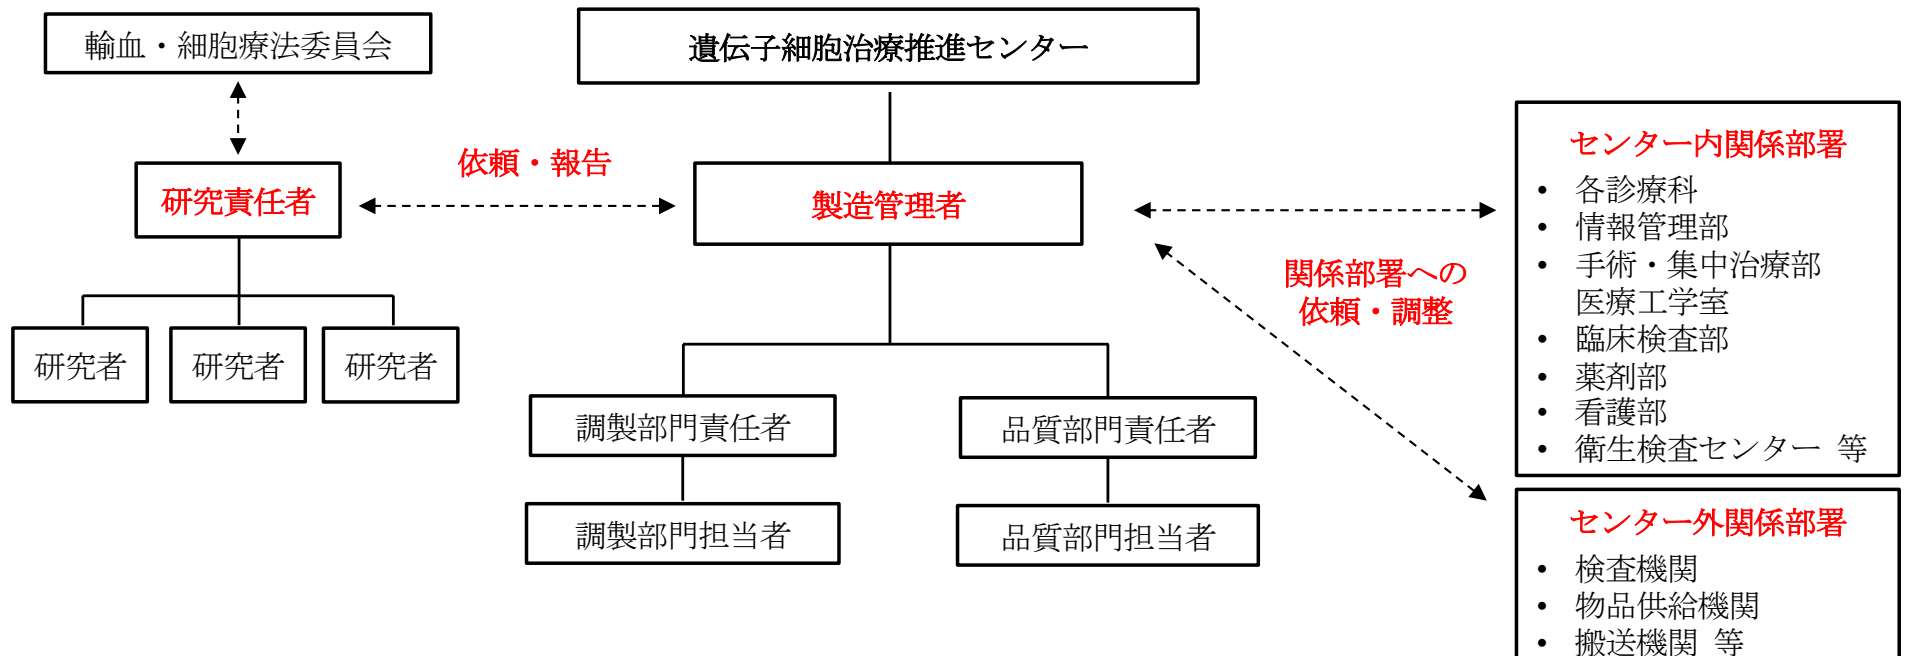 輸血・細胞療法委員会
遺伝子細胞治療推進センター
研究責任者
依頼・報告
製造管理者
研究者
研究者
研究者
調製部門責任者
品質部門責任者
調製部門担当者
品質部門担当者
関係部署への
依頼・調整
センター内関係部署
• 各診療科
• 情報管理部
• 手術・集中治療部
医療工学室
• 臨床検査部
• 薬剤部
• 看護部
• 衛生検査センター 等
センター外関係部署
• 検査機関
• 物品供給機関
• 搬送機関 等